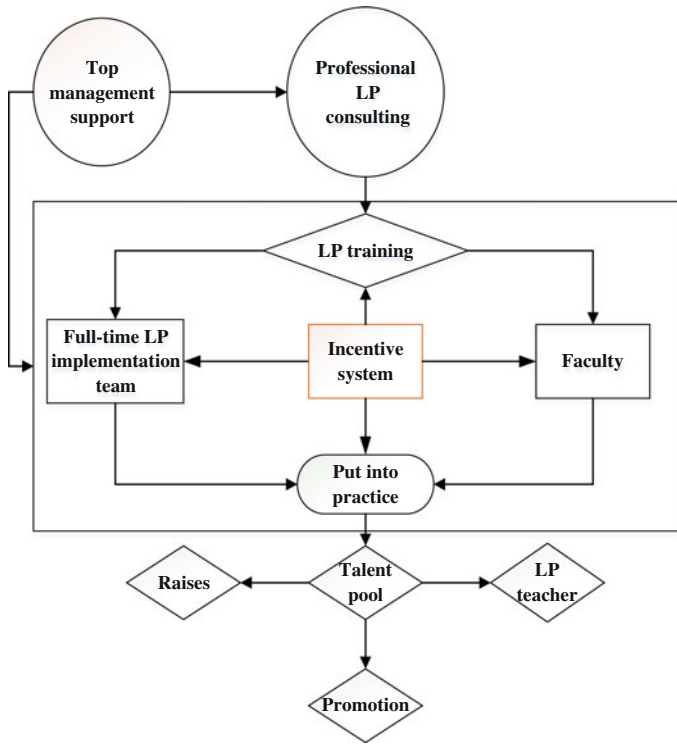 Top
management
support
Professional
LP
consulting
LP training
Full-time LP
implementation
team
Incentive
system
Faculty
Put into
practice
Raises
Talent
pool
LP
teacher
Promotion